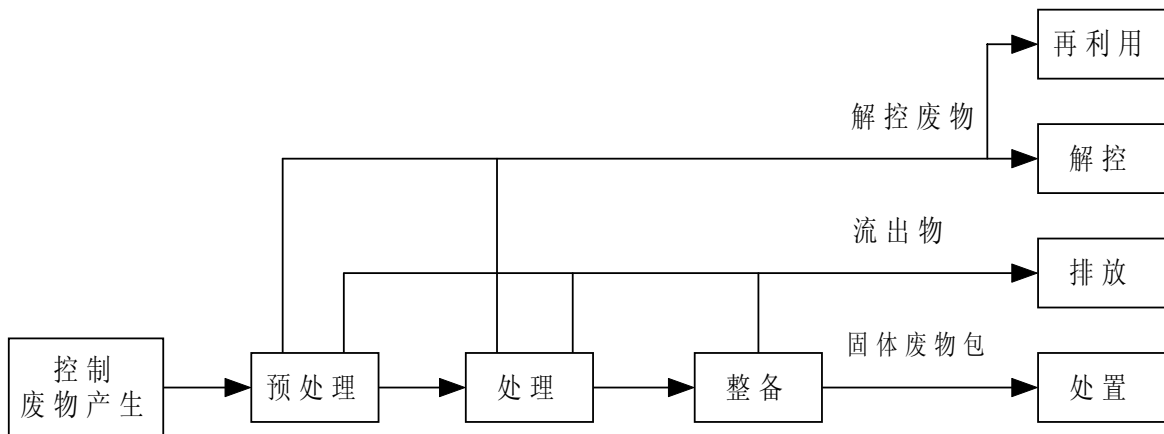 再利用
解控废物
解控
流出物
排放
固体废物包
控制
废物产生
预处理
处理
整备
处置